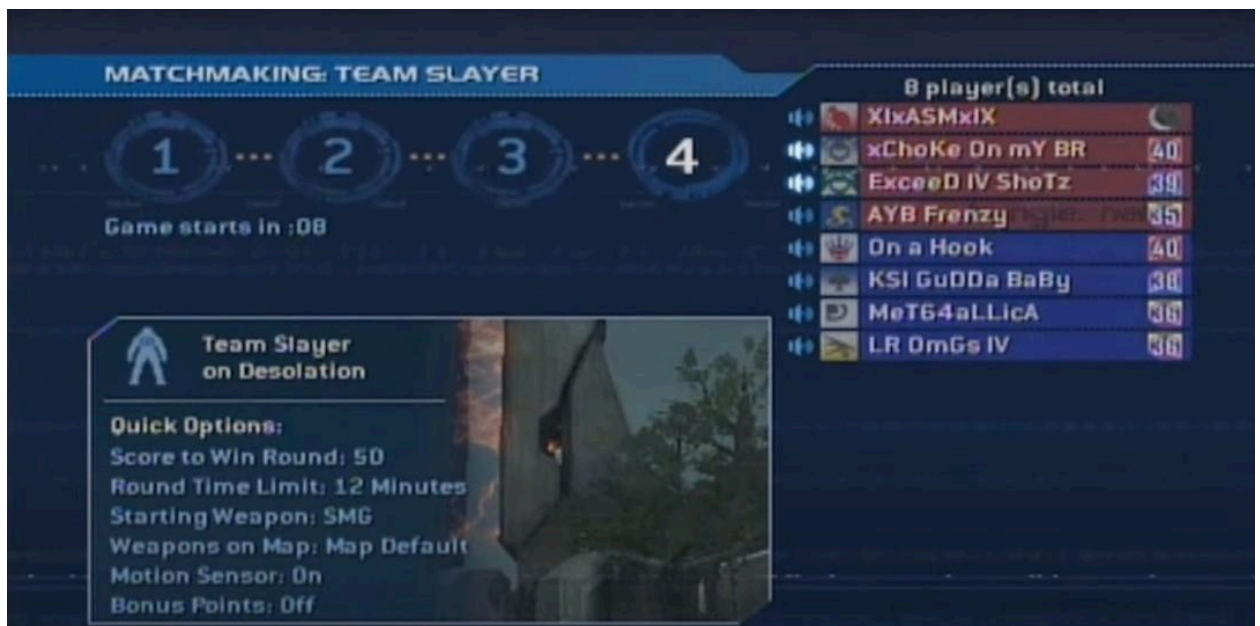 MATCHMAKING: TEAM SLAYER
1 2 3 4
Game starts in :08
Team Slayer
on Desolation
Quick Options:
Score to Win Round: 50
Round Time Limit: 12 Minutes
Starting Weapon: SMG
Weapons on Map: Map Default
Motion Sensor: On
Bonus Points: Off
8 player(s) total
XIxASMxIX
xChoKe On mY BR 40
ExceeD IV ShoTz 39
AYB Frenzy 35
On a Hook 40
KSI GuDDa BaBy 38
MeT64aLLicA 36
LR OmGs IV 36